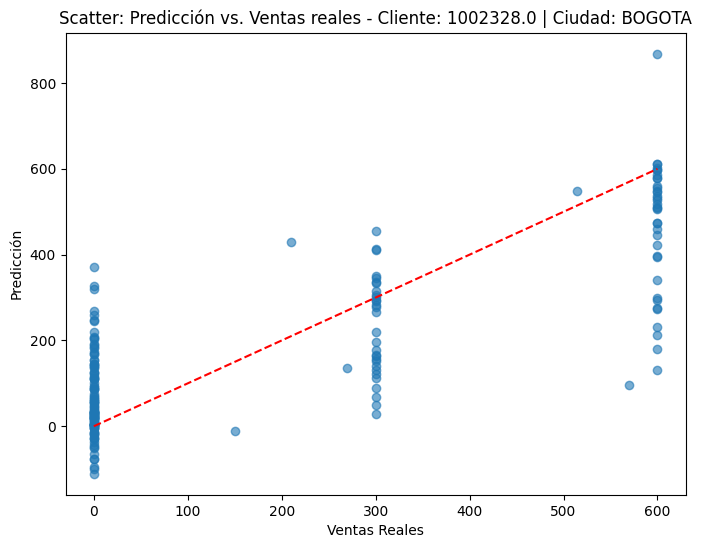 Scatter: Predicción vs. Ventas reales - Cliente: 1002328.0 | Ciudad: BOGOTA
800
600
400
200
0
Predicción
0 100 200 300 400 500 600
Ventas Reales